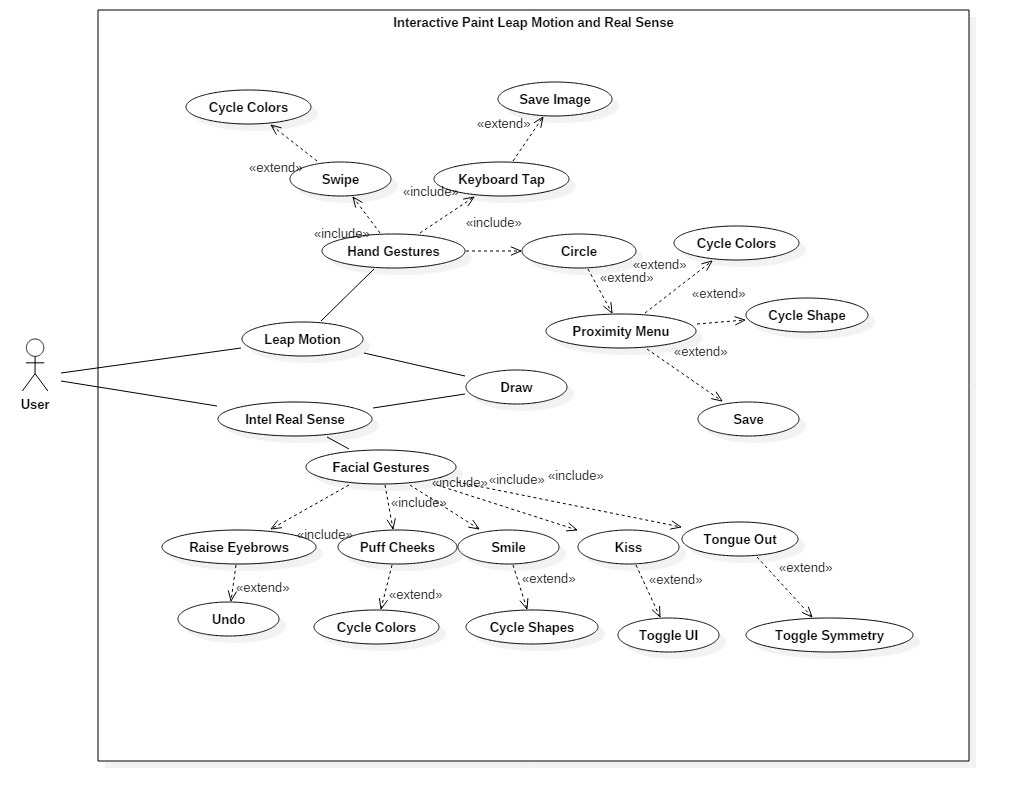 Interactive Paint Leap Motion and Real Sense
Save Image
Cycle Colors
«extend»
«extend»
Swipe
Keyboard Tap
«include»
«include»
«include»
Hand Gestures
Circle
Cycle Colors
«extend»
«extend»
«extend»
Cycle Shape
Proximity Menu
Leap Motion
«extend»
Draw
User
Intel Real Sense
Save
Facial Gestures
«include»
«include»
«include»
«include»
«include»
Raise Eyebrows
Puff Cheeks
Smile
Kiss
Tongue Out
«extend»
«extend»
«extend»
«extend»
«extend»
Undo
Cycle Colors
Cycle Shapes
Toggle UI
Toggle Symmetry